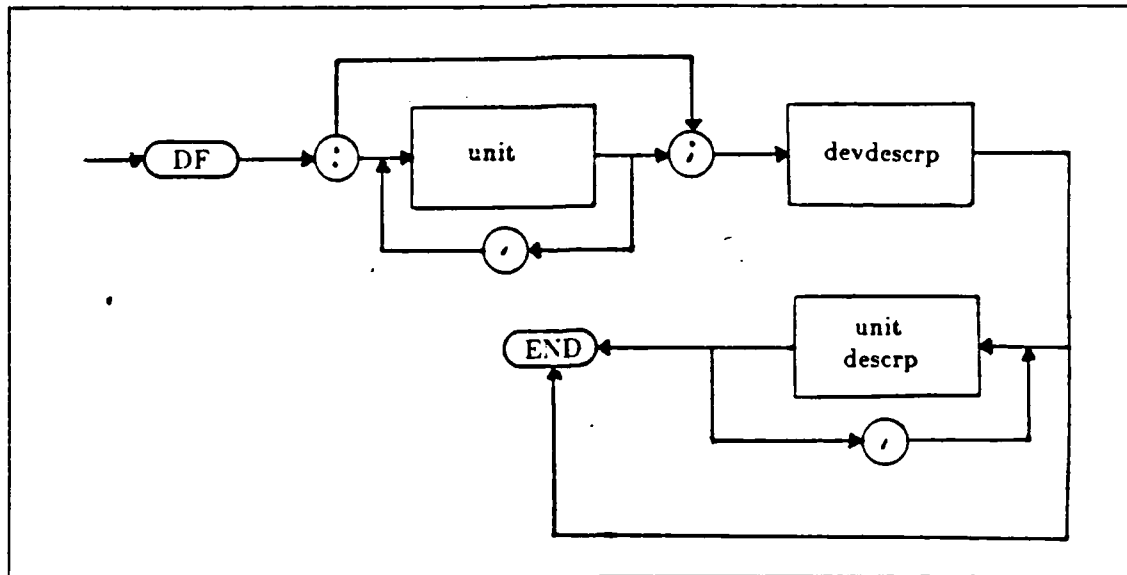 DF
:
unit
;
devdescrp
,
END
unit
descrp
,